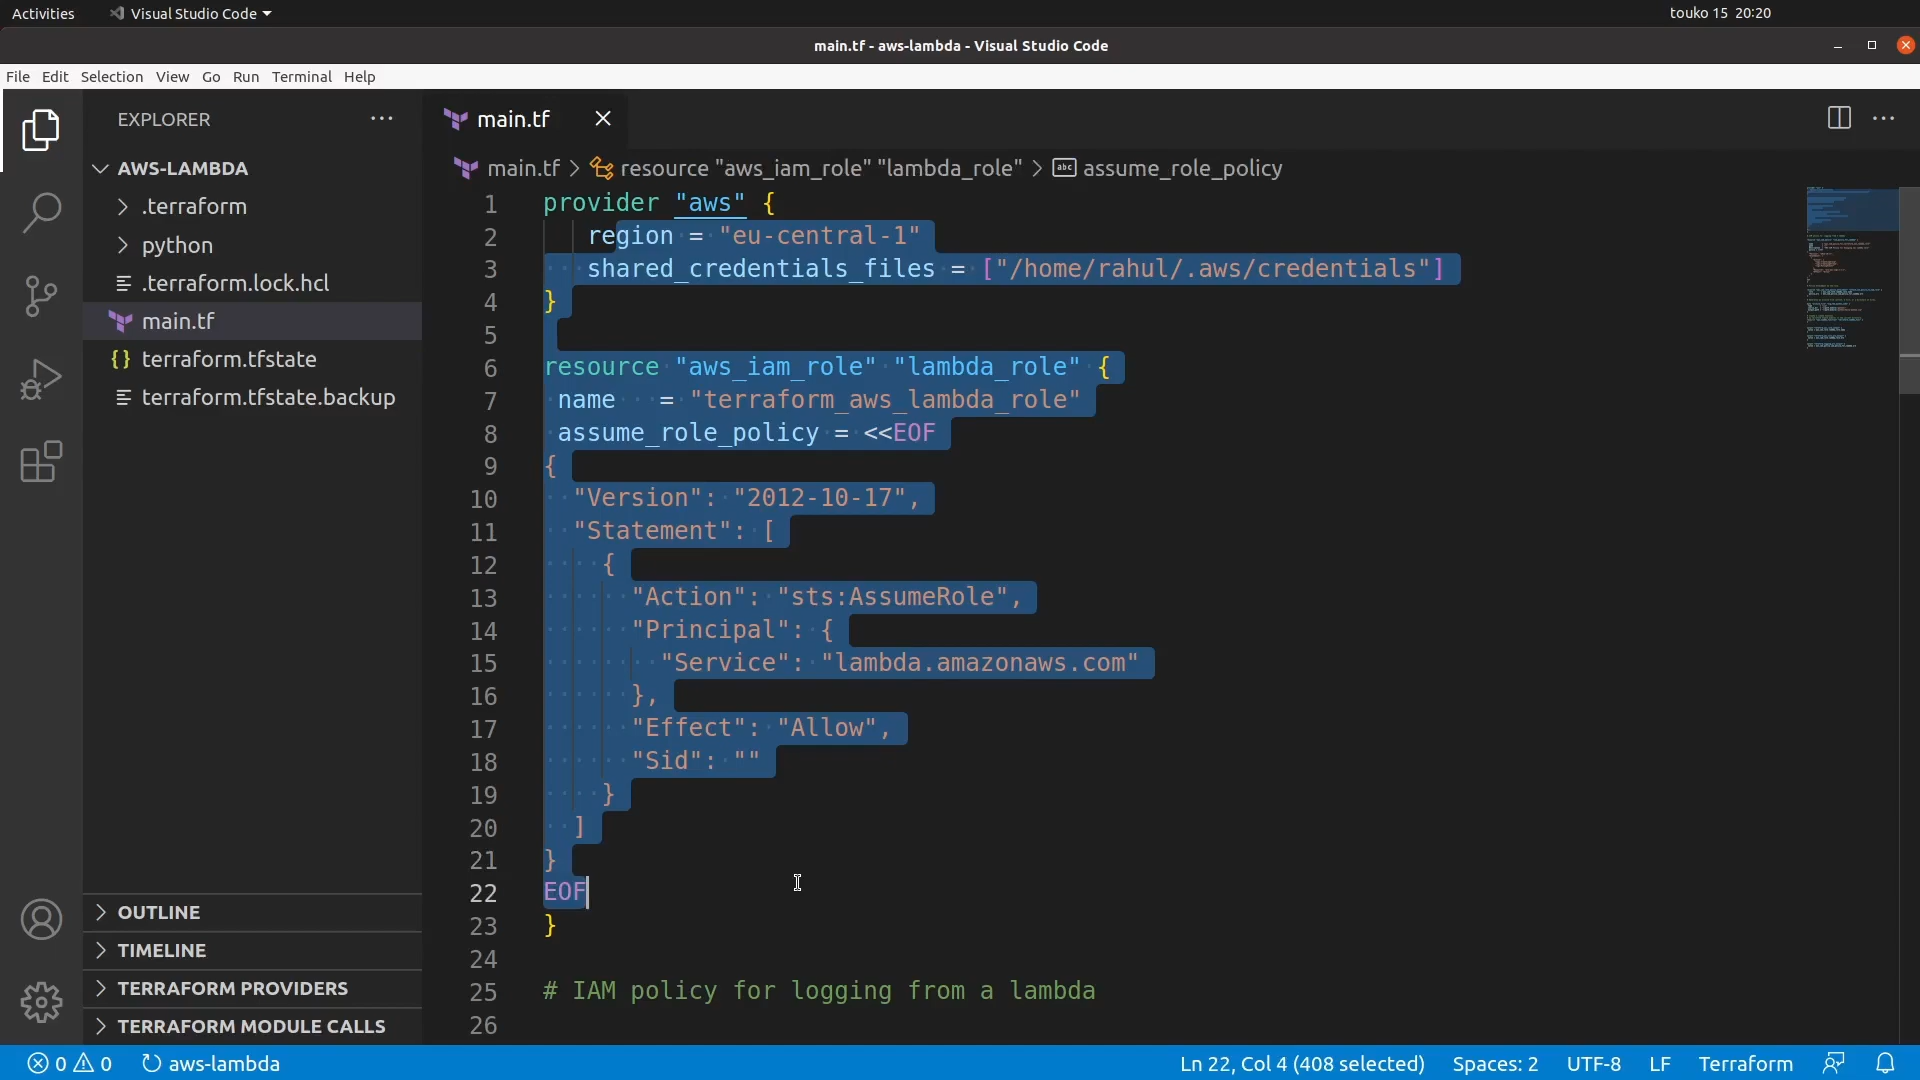 Activities Visual Studio Code touko 15 20:20
main.tf - aws-lambda - Visual Studio Code
File Edit Selection View Go Run Terminal Help
EXPLORER
AWS-LAMBDA
.terraform
python
.terraform.lock.hcl
main.tf
{} terraform.tfstate
terraform.tfstate.backup
OUTLINE
TIMELINE
TERRAFORM PROVIDERS
TERRAFORM MODULE CALLS
main.tf
main.tf > resource "aws_iam_role" "lambda_role" > abc assume_role_policy
1 provider "aws" {
2 region = "eu-central-1"
3 shared_credentials_files = ["/home/rahul/.aws/credentials"]
4 }
5
6 resource "aws_iam_role" "lambda_role" {
7 name = "terraform_aws_lambda_role"
8 assume_role_policy = <<EOF
9 {
10 "Version": "2012-10-17",
11 "Statement": [
12 {
13 "Action": "sts:AssumeRole",
14 "Principal": {
15 "Service": "lambda.amazonaws.com"
16 },
17 "Effect": "Allow",
18 "Sid": ""
19 }
20 ]
21 }
22 EOF
23 }
24
25 # IAM policy for logging from a lambda
26
0 0 aws-lambda Ln 22, Col 4 (408 selected) Spaces: 2 UTF-8 LF Terraform